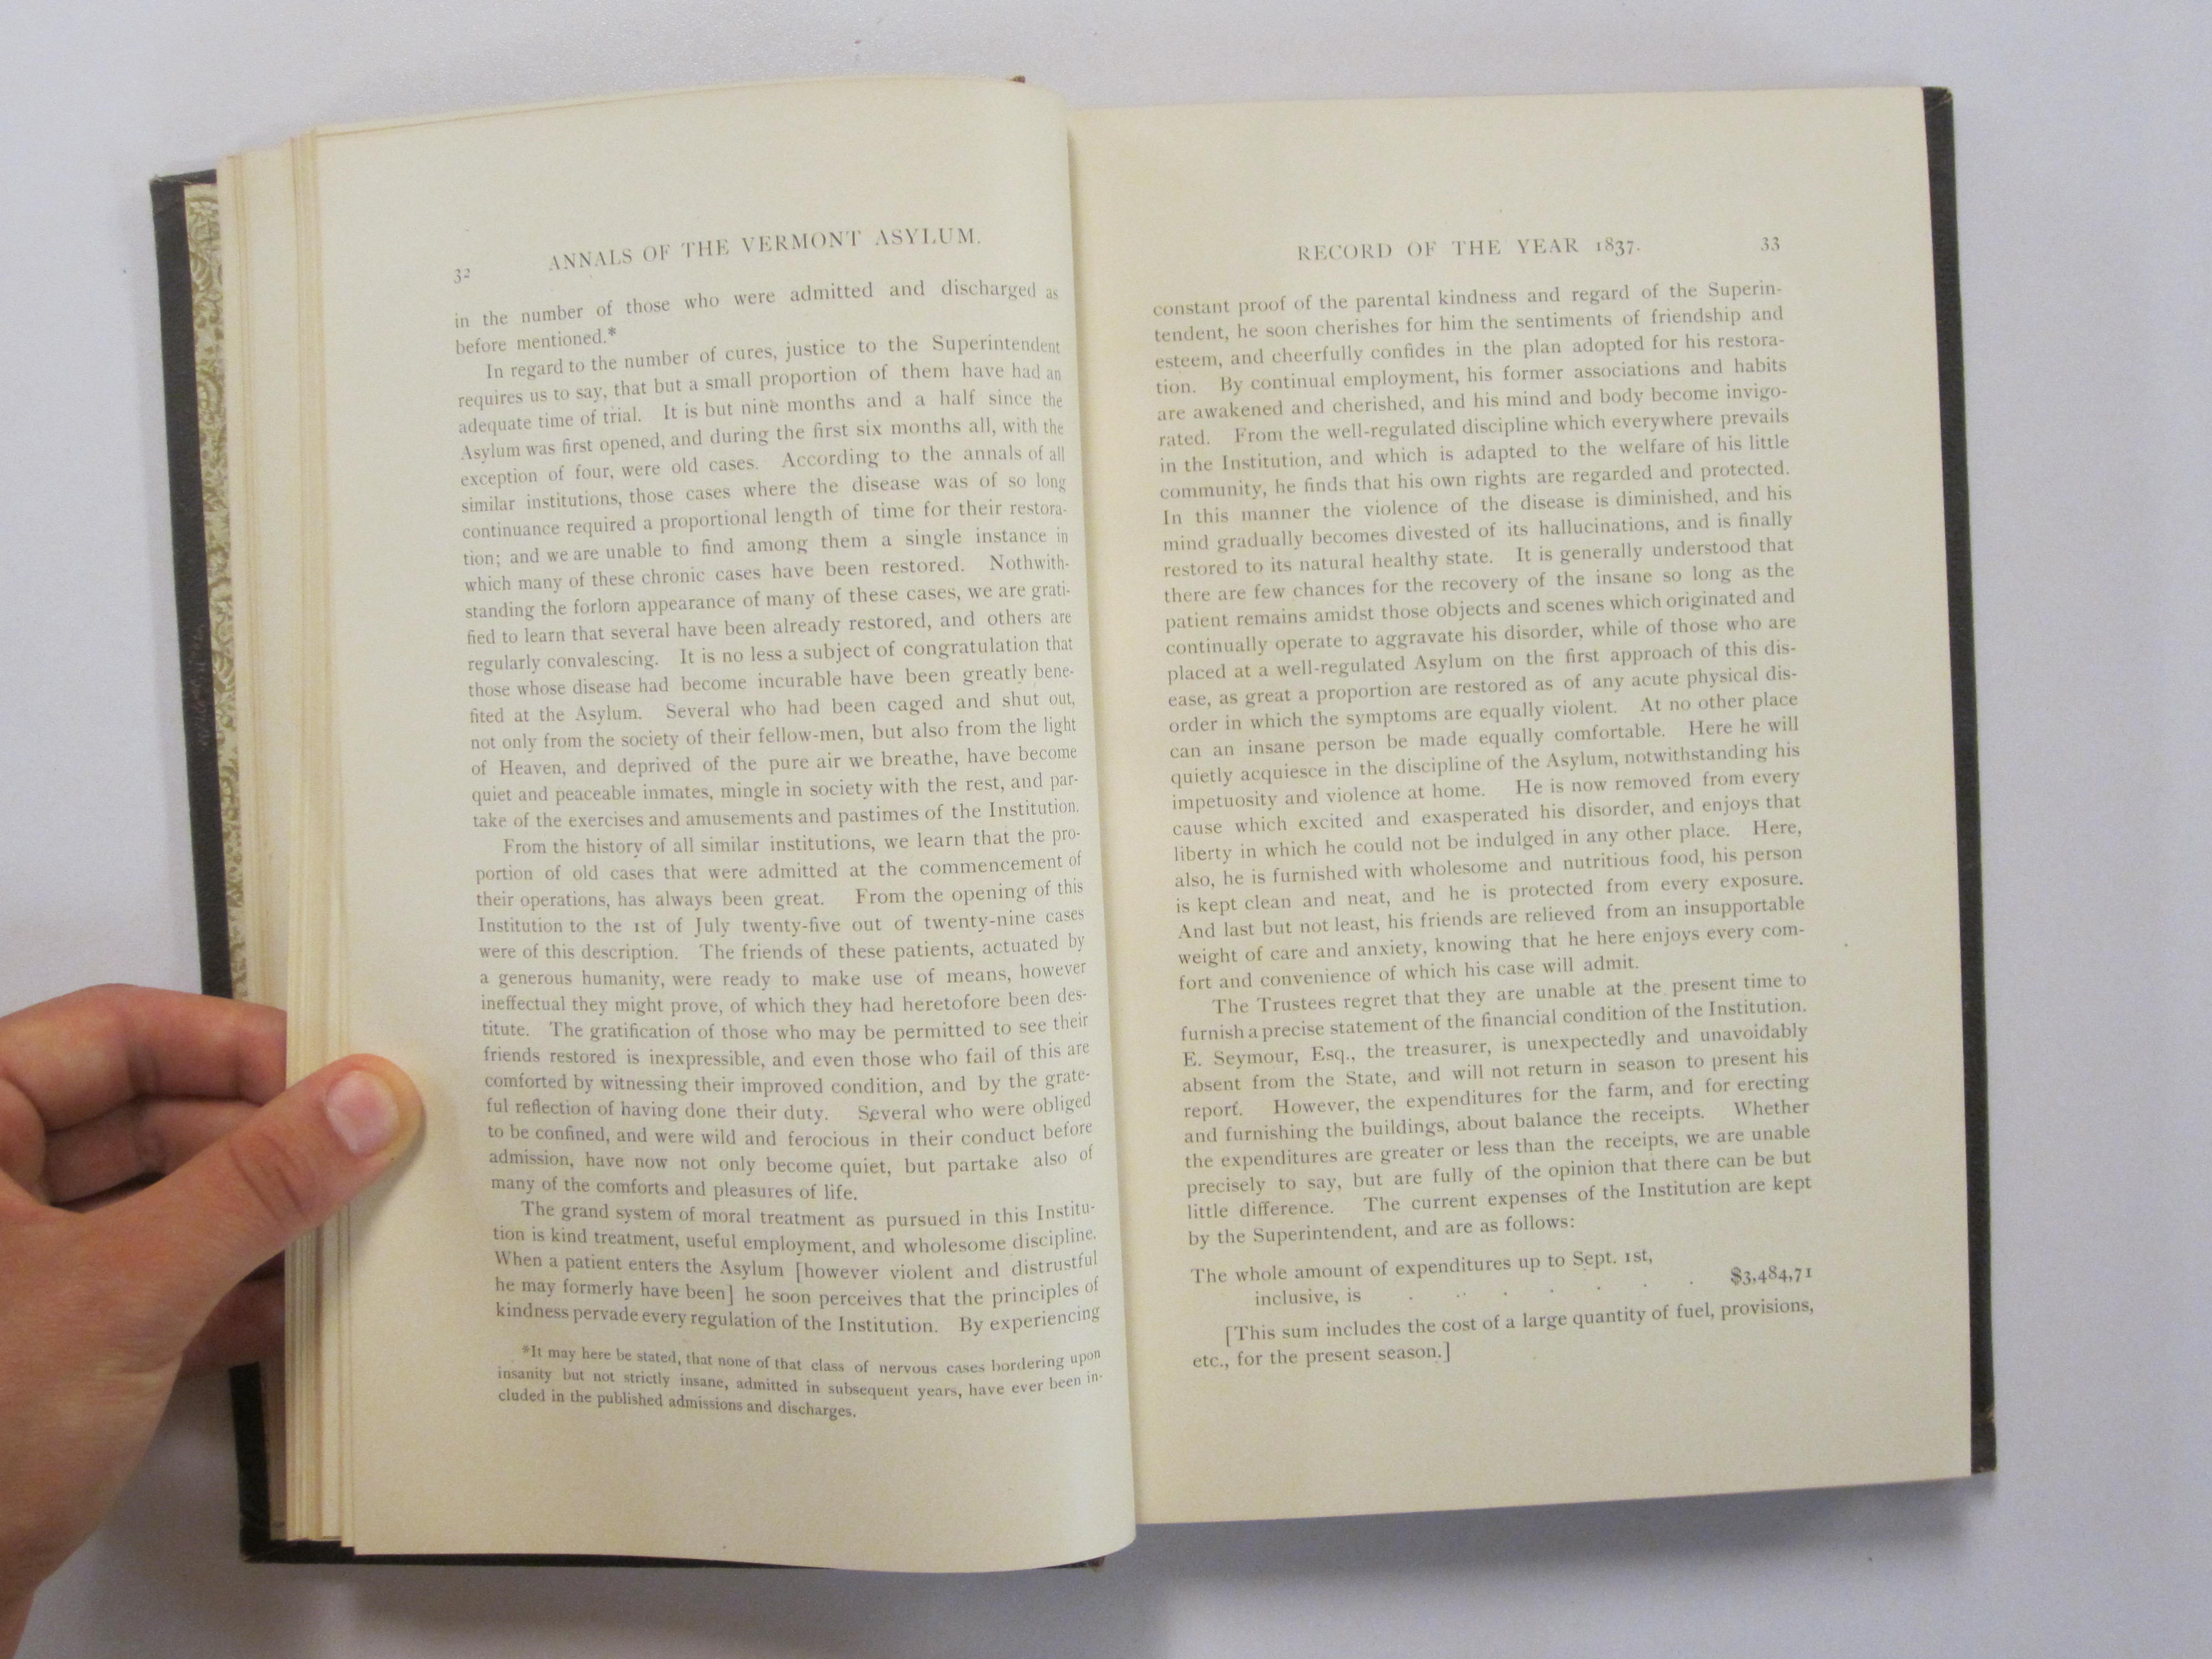 32
ANNALS OF THE VERMONT ASYLUM.
in the number of those who were admitted and discharged as
before mentioned.*
In regard to the number of cures, justice to the Superintendent
requires us to say, that but a small proportion of them have had an
adequate time of trial. It is but nine months and a half since the
Asylum was first opened, and during the first six months all, with the
exception of four, were old cases. According to the annals of all
similar institutions, those cases where the disease was of so long
continuance required a proportional length of time for their restora-
tion; and we are unable to find among them a single instance in
which many of these chronic cases have been restored. Nothwith-
standing the forlorn appearance of many of these cases, we are grati-
fied to learn that several have been already restored, and others are
regularly convalescing. It is no less a subject of congratulation that
those whose disease had become incurable have been greatly bene-
fited at the Asylum. Several who had been caged and shut out,
not only from the society of their fellow-men, but also from the light
of Heaven, and deprived of the pure air we breathe, have become
quiet and peaceable inmates, mingle in society with the rest, and par-
take of the exercises and amusements and pastimes of the Institution.
From the history of all similar institutions, we learn that the pro-
portion of old cases that were admitted at the commencement of
their operations, has always been great. From the opening of this
Institution to the 1st of July twenty-five out of twenty-nine cases
were of this description. The friends of these patients, actuated by
a generous humanity, were ready to make use of means, however
ineffectual they might prove, of which they had heretofore been des-
titute. The gratification of those who may be permitted to see their
friends restored is inexpressible, and even those who fail of this are
comforted by witnessing their improved condition, and by the grate-
ful reflection of having done their duty. Several who were obliged
to be confined, and were wild and ferocious in their conduct before
admission, have now not only become quiet, but partake also of
many of the comforts and pleasures of life.
The grand system of moral treatment as pursued in this Institu-
tion is kind treatment, useful employment, and wholesome discipline.
When a patient enters the Asylum [however violent and distrustful
he may formerly have been] he soon perceives that the principles of
kindness pervade every regulation of the Institution. By experiencing
*It may here be stated, that none of that class of nervous cases bordering upon
insanity but not strictly insane, admitted in subsequent years, have ever been in-
cluded in the published admissions and discharges.
RECORD OF THE YEAR 1837.
33
constant proof of the parental kindness and regard of the Superin-
tendent, he soon cherishes for him the sentiments of friendship and
esteem, and cheerfully confides in the plan adopted for his restora-
tion. By continual employment, his former associations and habits
are awakened and cherished, and his mind and body become invigo-
rated. From the well-regulated discipline which everywhere prevails
in the Institution, and which is adapted to the welfare of his little
community, he finds that his own rights are regarded and protected.
In this manner the violence of the disease is diminished, and his
mind gradually becomes divested of its hallucinations, and is finally
restored to its natural healthy state. It is generally understood that
there are few chances for the recovery of the insane so long as the
patient remains amidst those objects and scenes which originated and
continually operate to aggravate his disorder, while of those who are
placed at a well-regulated Asylum on the first approach of this dis-
ease, as great a proportion are restored as of any acute physical dis-
order in which the symptoms are equally violent. At no other place
can an insane person be made equally comfortable. Here he will
quietly acquiesce in the discipline of the Asylum, notwithstanding his
impetuosity and violence at home. He is now removed from every
cause which excited and exasperated his disorder, and enjoys that
liberty in which he could not be indulged in any other place. Here,
also, he is furnished with wholesome and nutritious food, his person
is kept clean and neat, and he is protected from every exposure.
And last but not least, his friends are relieved from an insupportable
weight of care and anxiety, knowing that he here enjoys every com-
fort and convenience of which his case will admit.
The Trustees regret that they are unable at the present time to
furnish a precise statement of the financial condition of the Institution.
E. Seymour, Esq., the treasurer, is unexpectedly and unavoidably
absent from the State, and will not return in season to present his
report. However, the expenditures for the farm, and for erecting
and furnishing the buildings, about balance the receipts. Whether
the expenditures are greater or less than the receipts, we are unable
precisely to say, but are fully of the opinion that there can be but
little difference. The current expenses of the Institution are kept
by the Superintendent, and are as follows:
The whole amount of expenditures up to Sept. 1st,
inclusive, is . . . . . . . $3,484,71
[This sum includes the cost of a large quantity of fuel, provisions,
etc., for the present season.]